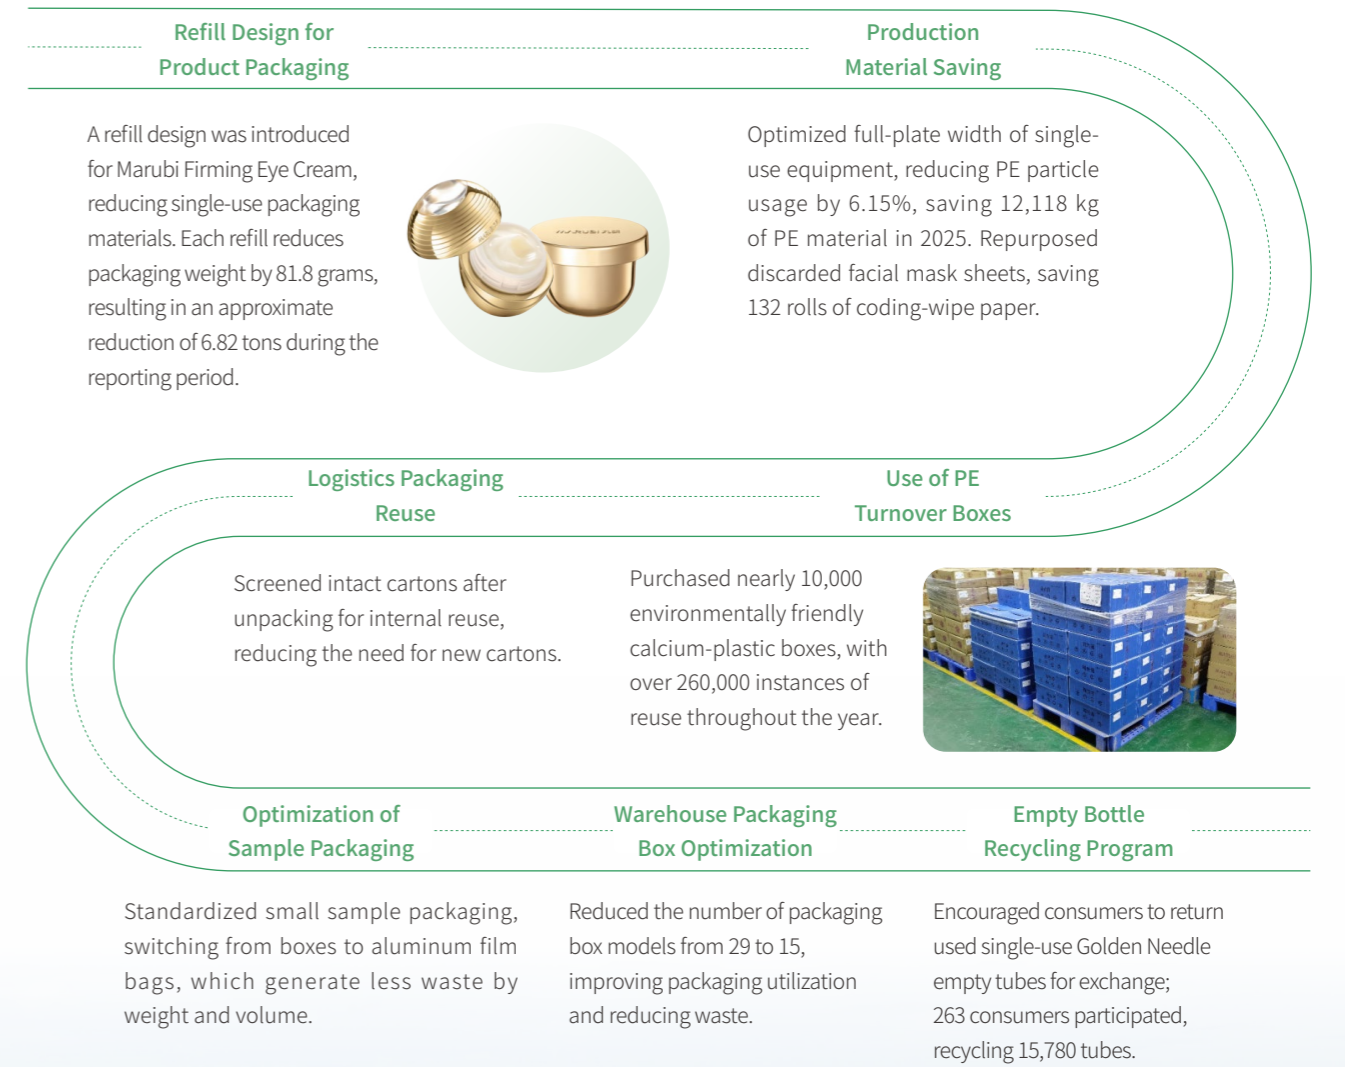 Refill Design for
Product Packaging
A refill design was introduced
for Marubi Firming Eye Cream,
reducing single-use packaging
materials. Each refill reduces
packaging weight by 81.8 grams,
resulting in an approximate
reduction of 6.82 tons during the
reporting period.
Production
Material Saving
Optimized full-plate width of single-
use equipment, reducing PE particle
usage by 6.15%, saving 12,118 kg
of PE material in 2025. Repurposed
discarded facial mask sheets, saving
132 rolls of coding-wipe paper.
Logistics Packaging
Reuse
Screened intact cartons after
unpacking for internal reuse,
reducing the need for new cartons.
Use of PE
Turnover Boxes
Purchased nearly 10,000
environmentally friendly
calcium-plastic boxes, with
over 260,000 instances of
reuse throughout the year.
Optimization of
Sample Packaging
Standardized small sample packaging,
switching from boxes to aluminum film
bags, which generate less waste by
weight and volume.
Warehouse Packaging
Box Optimization
Reduced the number of packaging
box models from 29 to 15,
improving packaging utilization
and reducing waste.
Empty Bottle
Recycling Program
Encouraged consumers to return
used single-use Golden Needle
empty tubes for exchange;
263 consumers participated,
recycling 15,780 tubes.